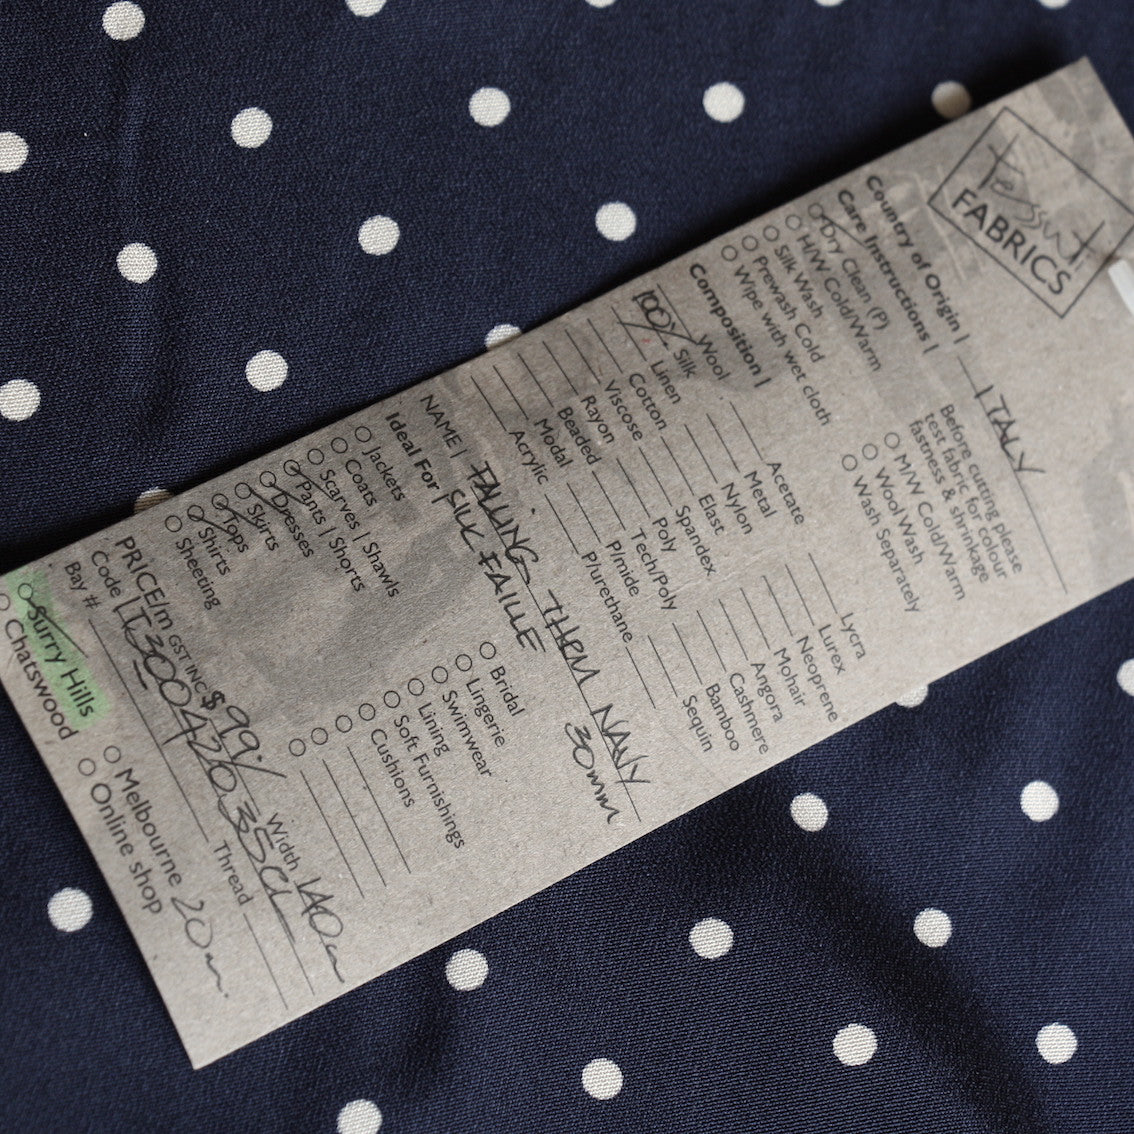 Tessuti
FABRICS
Country of Origin | ITALY
Care Instructions |
Dry Clean (P)
H/W Cold/Warm
Silk Wash
Prewash Cold
Wipe with wet cloth
Before cutting please
test fabric for colour
fastness & shrinkage
M/W Cold/Warm
Wool Wash
Wash Separately
Composition |
Wool
100% Silk
Linen
Cotton
Viscose
Rayon
Beaded
Modal
Acrylic
Acetate
Metal
Nylon
Elast
Spandex
Poly
Tech/Poly
P/mide
P/urethane
Lycra
Lurex
Neoprene
Mohair
Angora
Cashmere
Bamboo
Sequin
NAME | FALLING THEM NAVY
SILK FAILLE 30mm
Ideal For
Jackets
Coats
Scarves | Shawls
Pants | Shorts
Dresses
Skirts
Tops
Shirts
Sheeting
Bridal
Lingerie
Swimwear
Lining
Soft Furnishings
Cushions
PRICE/m GST INC $99 Width 140cm
Code |
Bay # Thread
Surry Hills
Chatswood
Melbourne 20m
Online shop